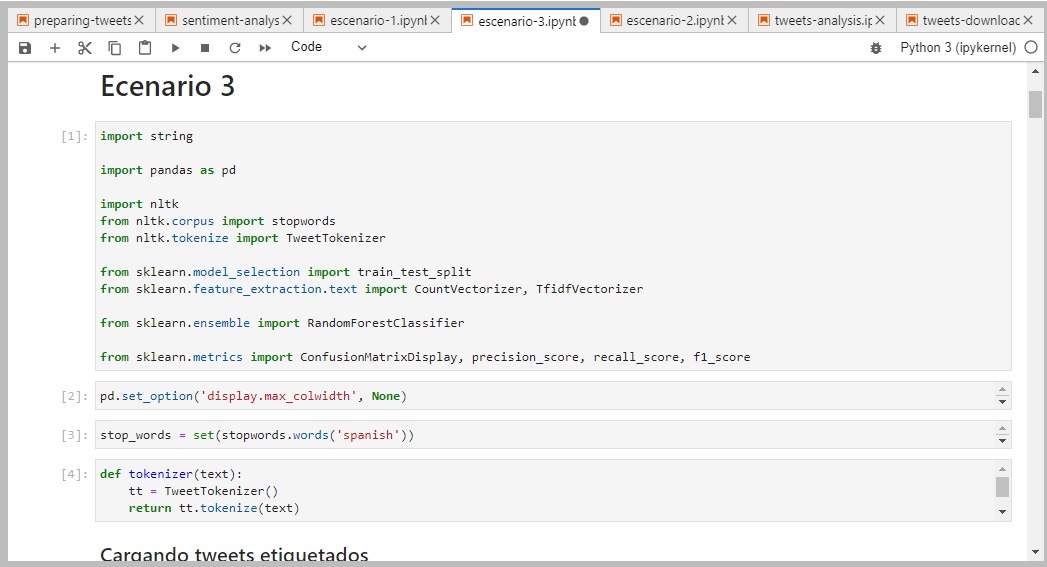 preparing-tweets
sentiment-analys
escenario-1.ipynl
escenario-3.ipynl
escenario-2.ipynl
tweets-analysis.ip
tweets-downloac
Code
Python 3 (ipykernel)
Ecenario 3
[1]:
import string
import pandas as pd
import nltk
from nltk.corpus import stopwords
from nltk.tokenize import TweetTokenizer
from sklearn.model_selection import train_test_split
from sklearn.feature_extraction.text import CountVectorizer, TfidfVectorizer
from sklearn.ensemble import RandomForestClassifier
from sklearn.metrics import ConfusionMatrixDisplay, precision_score, recall_score, f1_score
[2]: pd.set_option('display.max_colwidth', None)
[3]: stop_words = set(stopwords.words('spanish'))
[4]: def tokenizer(text):
    tt = TweetTokenizer()
    return tt.tokenize(text)
Cargando tweets etiquetados